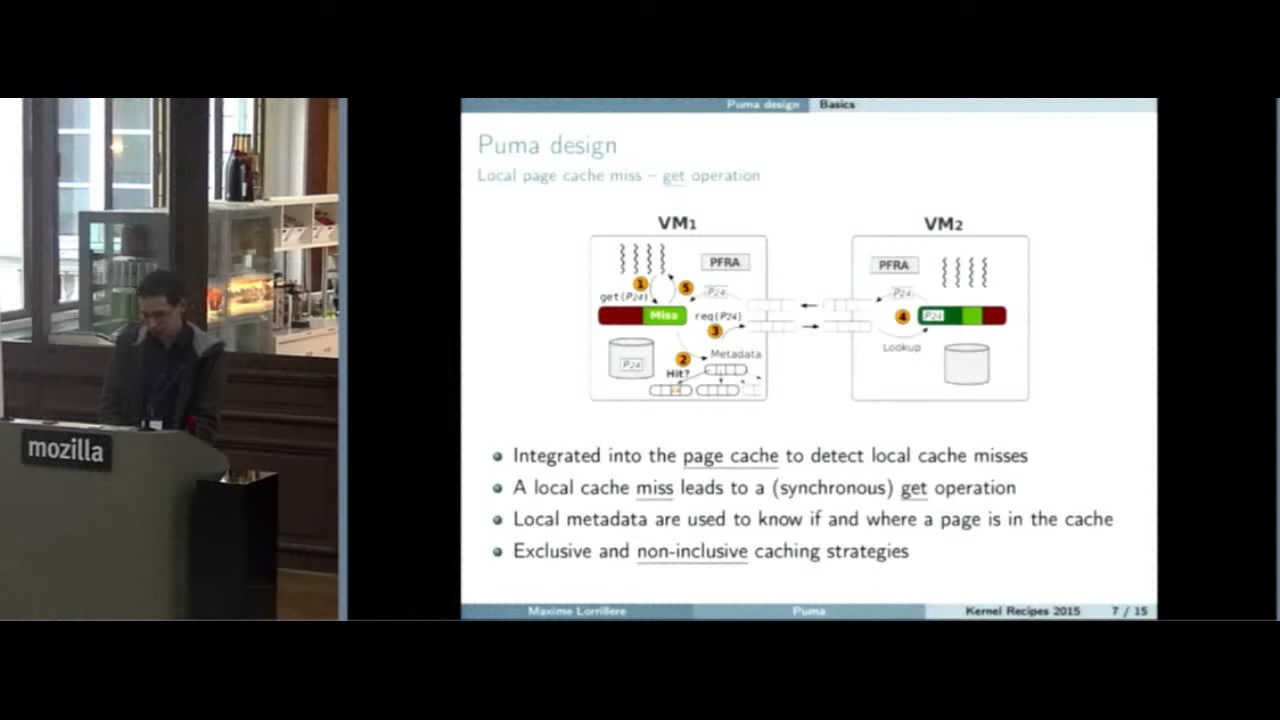 mozilla
Puma design
Basics
Puma design
Local page cache miss – get operation
VM1
VM2
PFRA
PFRA
1
5
P24
P24
get(P24)
Miss
req(P24)
3
4
P24
P24
2
Metadata
Lookup
Hit?
Integrated into the page cache to detect local cache misses
A local cache miss leads to a (synchronous) get operation
Local metadata are used to know if and where a page is in the cache
Exclusive and non-inclusive caching strategies
Maxime Lorrillere
Puma
Kernel Recipes 2015
7 / 15